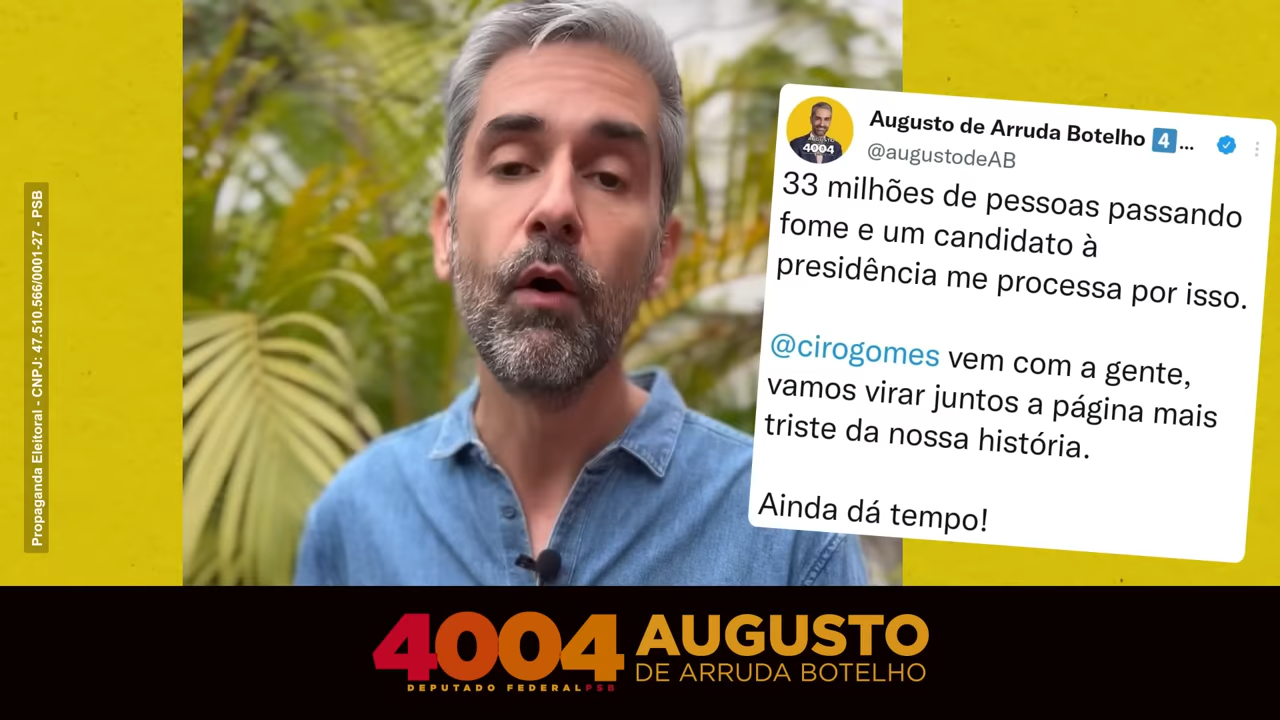 Propaganda Eleitoral - CNPJ: 47.510.566/0001-27 - PSB
AUGUSTO
4004
Augusto de Arruda Botelho 4...
@augustodeAB
33 milhões de pessoas passando
fome e um candidato à
presidência me processa por isso.
@cirogomes vem com a gente,
vamos virar juntos a página mais
triste da nossa história.
Ainda dá tempo!
4004 AUGUSTO
DE ARRUDA BOTELHO
DEPUTADO FEDERAL PSB